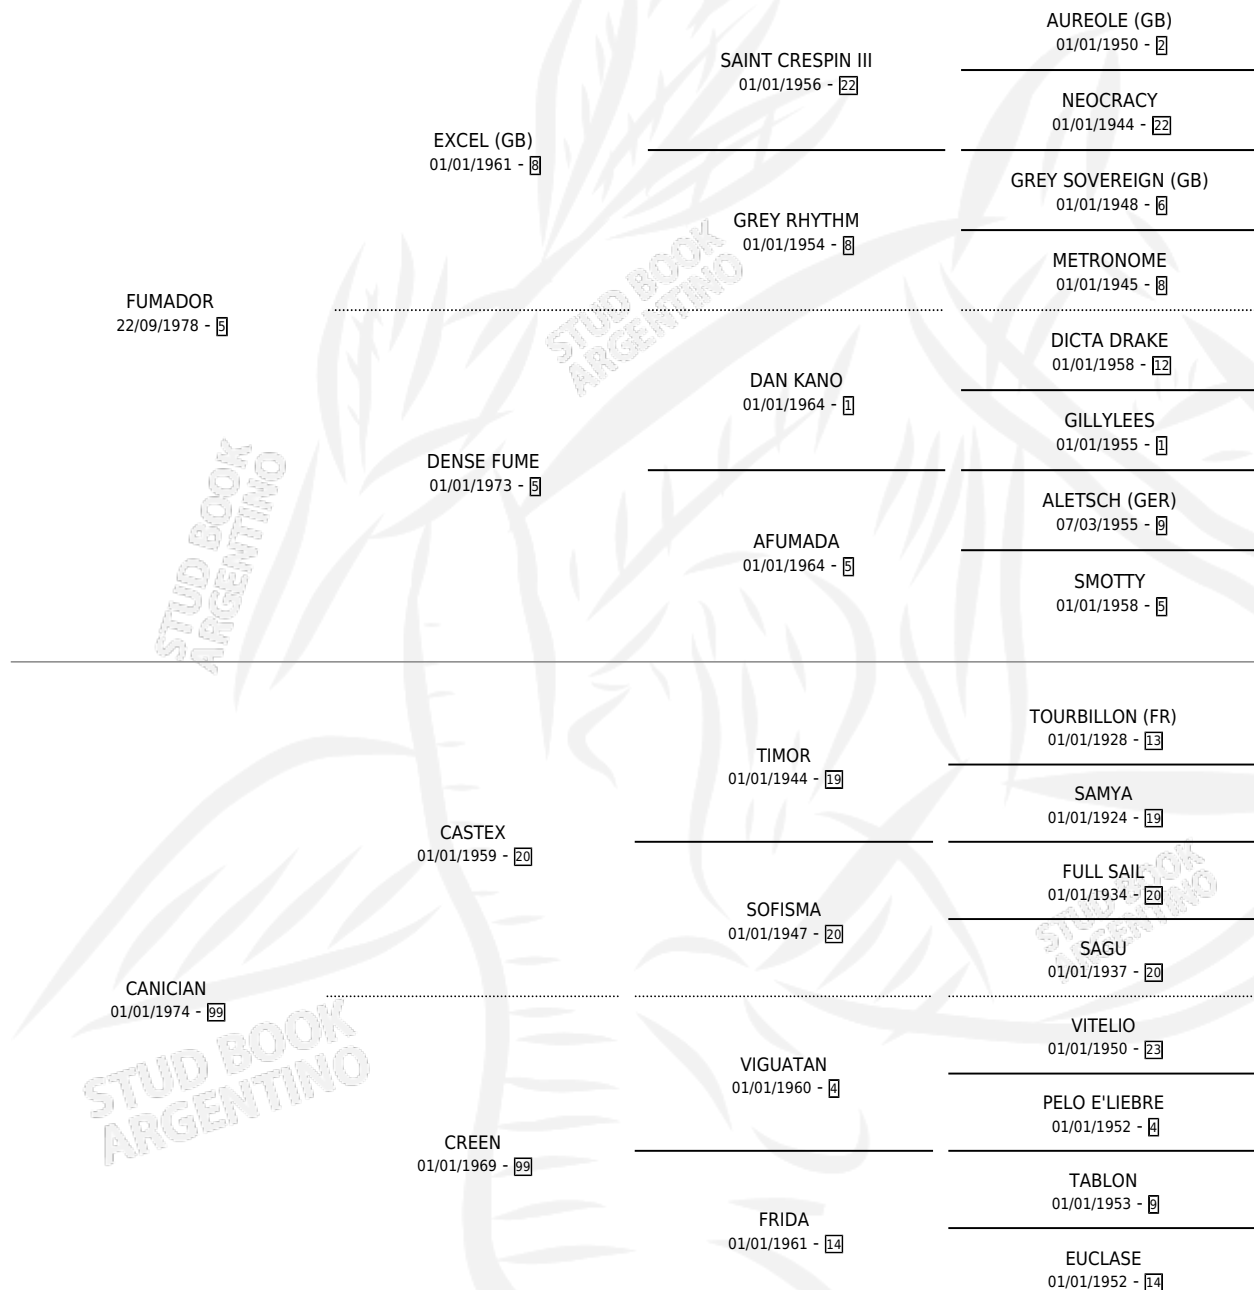 AUREOLE (GB)
01/01/1950 - 2
SAINT CRESPIN III
01/01/1956 - 22
NEOCRACY
01/01/1944 - 22
EXCEL (GB)
01/01/1961 - 8
GREY SOVEREIGN (GB)
01/01/1948 - 6
GREY RHYTHM
01/01/1954 - 8
METRONOME
01/01/1945 - 8
FUMADOR
22/09/1978 - 5
DICTA DRAKE
01/01/1958 - 12
DAN KANO
01/01/1964 - 1
GILLYLEES
01/01/1955 - 1
DENSE FUME
01/01/1973 - 5
ALETSCH (GER)
07/03/1955 - 9
AFUMADA
01/01/1964 - 5
SMOTTY
01/01/1958 - 5
TOURBILLON (FR)
01/01/1928 - 13
TIMOR
01/01/1944 - 19
SAMYA
01/01/1924 - 19
CASTEX
01/01/1959 - 20
FULL SAIL
01/01/1934 - 20
SOFISMA
01/01/1947 - 20
SAGU
01/01/1937 - 20
CANICIAN
01/01/1974 - 99
VITELIO
01/01/1950 - 23
VIGUATAN
01/01/1960 - 4
PELO E'LIEBRE
01/01/1952 - 4
CREEN
01/01/1969 - 99
TABLON
01/01/1953 - 9
FRIDA
01/01/1961 - 14
EUCLASE
01/01/1952 - 14
STUD BOOK
ARGENTINO
STUD BOOK
ARGENTINO
STUD BOOK
ARGENTINO
STUD BOOK
ARGENTINO